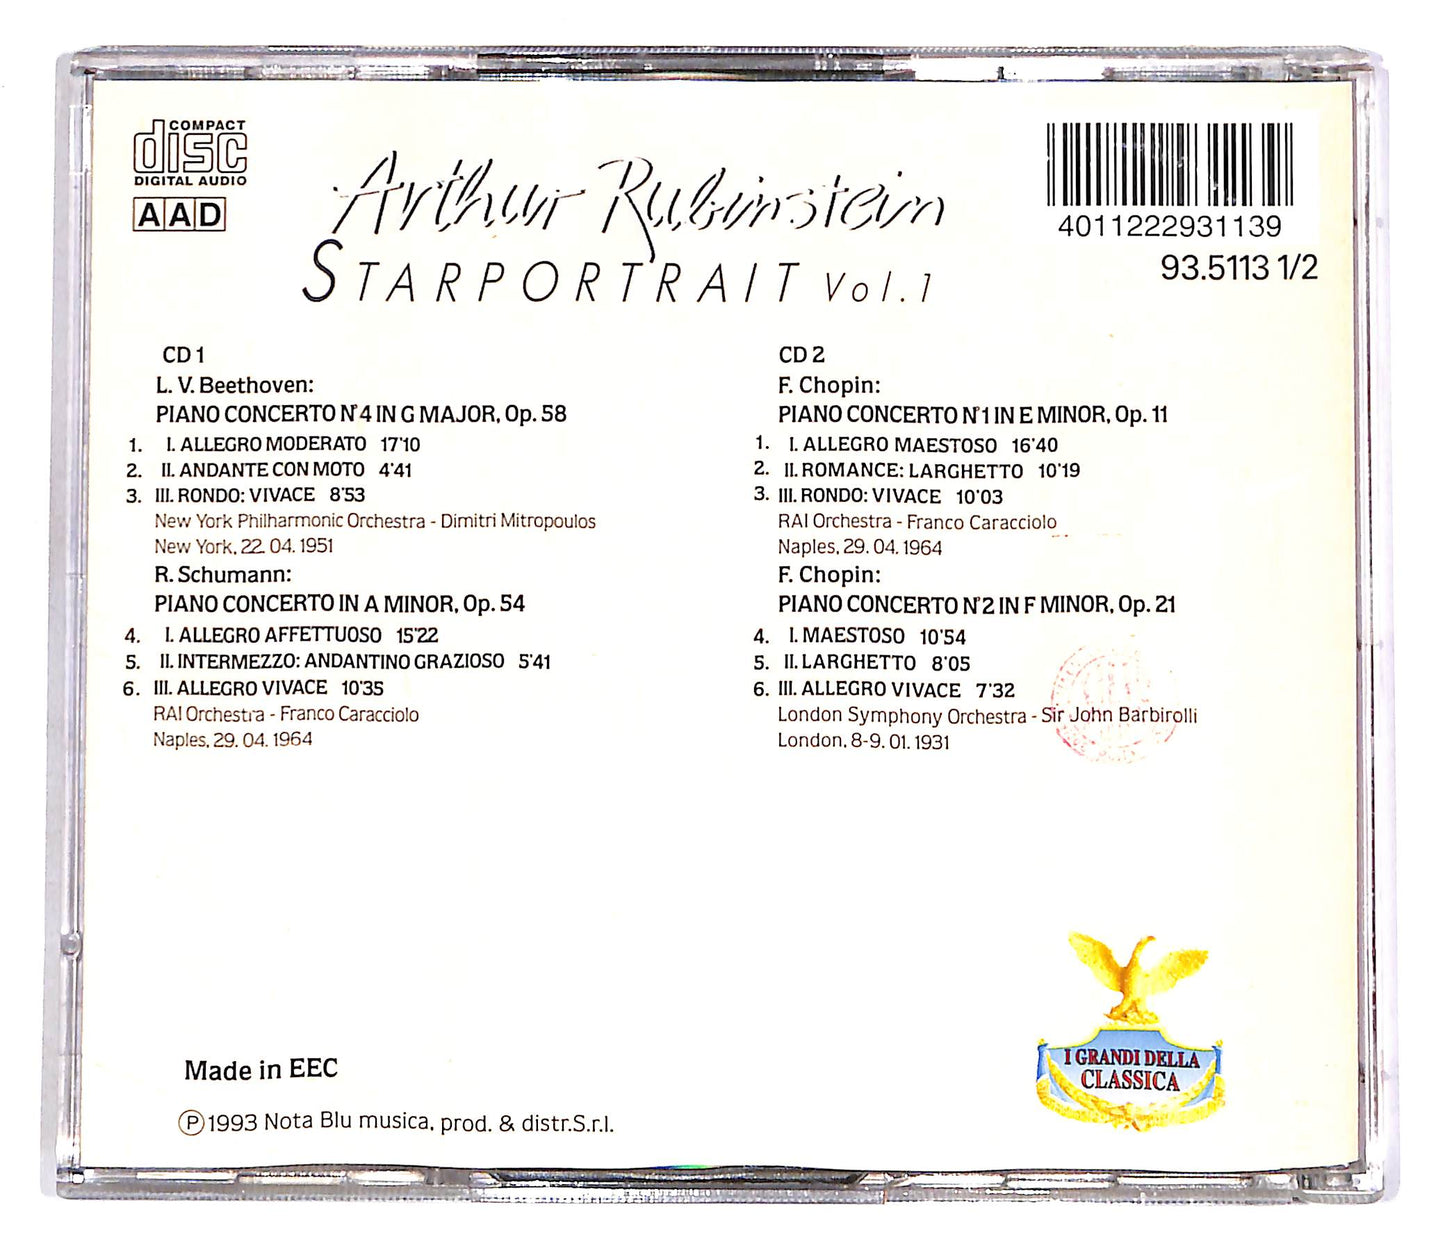 COMPACT
disc
DIGITAL AUDIO
AAD
Arthur Rubinstein
STARPORTRAIT Vol.1
4011222931139
93.5113 1/2
CD 1
L. V. Beethoven:
PIANO CONCERTO N°4 IN G MAJOR, Op. 58
1. I. ALLEGRO MODERATO 17'10
2. II. ANDANTE CON MOTO 4'41
3. III. RONDO: VIVACE 8'53
New York Philharmonic Orchestra - Dimitri Mitropoulos
New York, 22. 04. 1951
R. Schumann:
PIANO CONCERTO IN A MINOR, Op. 54
4. I. ALLEGRO AFFETTUOSO 15'22
5. II. INTERMEZZO: ANDANTINO GRAZIOSO 5'41
6. III. ALLEGRO VIVACE 10'35
RAI Orchestra - Franco Caracciolo
Naples, 29. 04. 1964
CD 2
F. Chopin:
PIANO CONCERTO N°1 IN E MINOR, Op. 11
1. I. ALLEGRO MAESTOSO 16'40
2. II. ROMANCE: LARGHETTO 10'19
3. III. RONDO: VIVACE 10'03
RAI Orchestra - Franco Caracciolo
Naples, 29. 04. 1964
F. Chopin:
PIANO CONCERTO N°2 IN F MINOR, Op. 21
4. I. MAESTOSO 10'54
5. II. LARGHETTO 8'05
6. III. ALLEGRO VIVACE 7'32
London Symphony Orchestra - Sir John Barbirolli
London, 8-9. 01. 1931
Made in EEC
Ⓟ 1993 Nota Blu musica, prod. & distr.S.r.l.
I GRANDI DELLA
CLASSICA